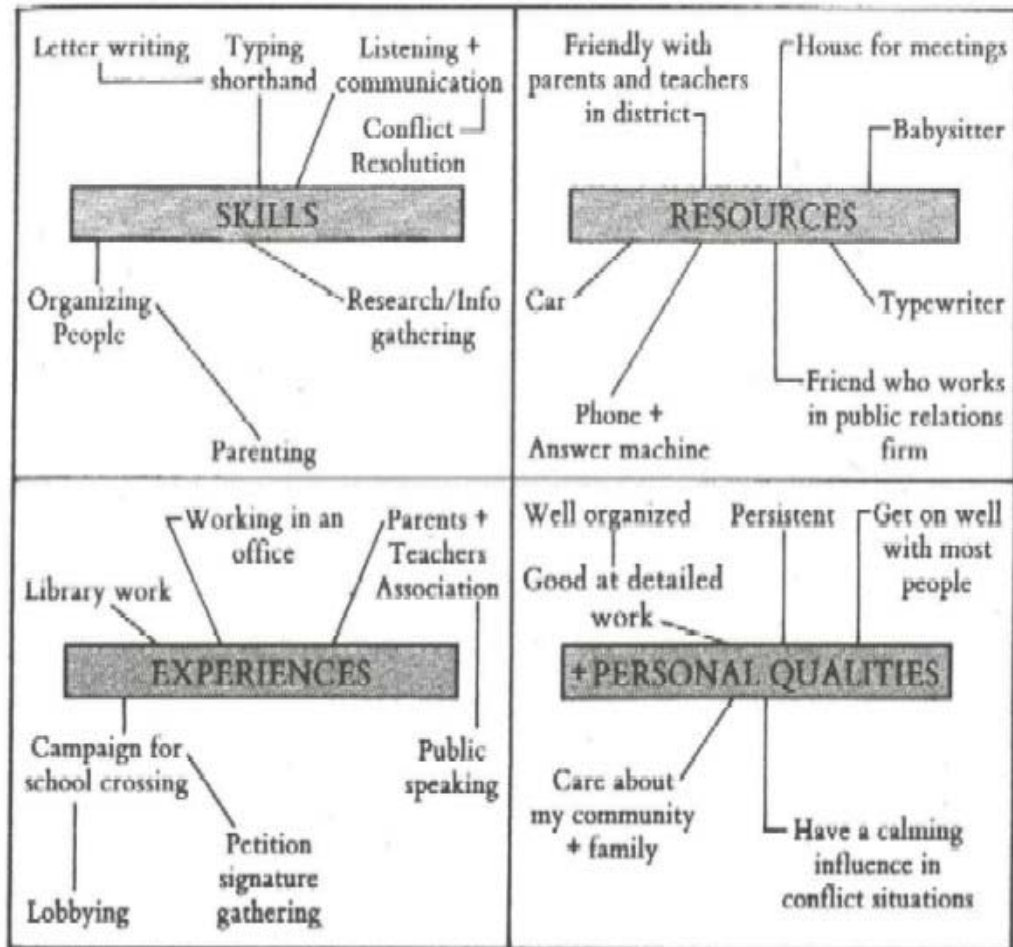 Letter writing
Typing
shorthand
Listening +
communication
Conflict
Resolution
SKILLS
Organizing
People
Research/Info
gathering
Parenting
Friendly with
parents and teachers
in district
House for meetings
Babysitter
RESOURCES
Car
Typewriter
Phone +
Answer machine
Friend who works
in public relations
firm
Working in an
office
Parents +
Teachers
Association
Library work
EXPERIENCES
Campaign for
school crossing
Public
speaking
Petition
signature
gathering
Lobbying
Well organized
Persistent
Get on well
with most
people
Good at detailed
work
+PERSONAL QUALITIES
Care about
my community
+ family
Have a calming
influence in
conflict situations